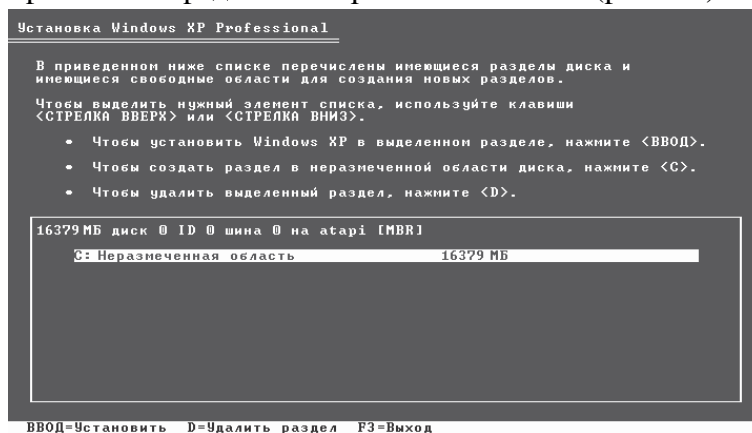 Установка Windows XP Professional
В приведенном ниже списке перечислены имеющиеся разделы диска и
имеющиеся свободные области для создания новых разделов.
Чтобы выделить нужный элемент списка, используйте клавиши
<СТРЕЛКА ВВЕРХ> или <СТРЕЛКА ВНИЗ>.
• Чтобы установить Windows XP в выделенном разделе, нажмите <ВВОД>.
• Чтобы создать раздел в неразмеченной области диска, нажмите <C>.
• Чтобы удалить выделенный раздел, нажмите <D>.
16379 МБ диск 0 ID 0 шина 0 на atapi [MBR]
C: Неразмеченная область 16379 МБ
ВВОД=Установить D=Удалить раздел F3=Выход